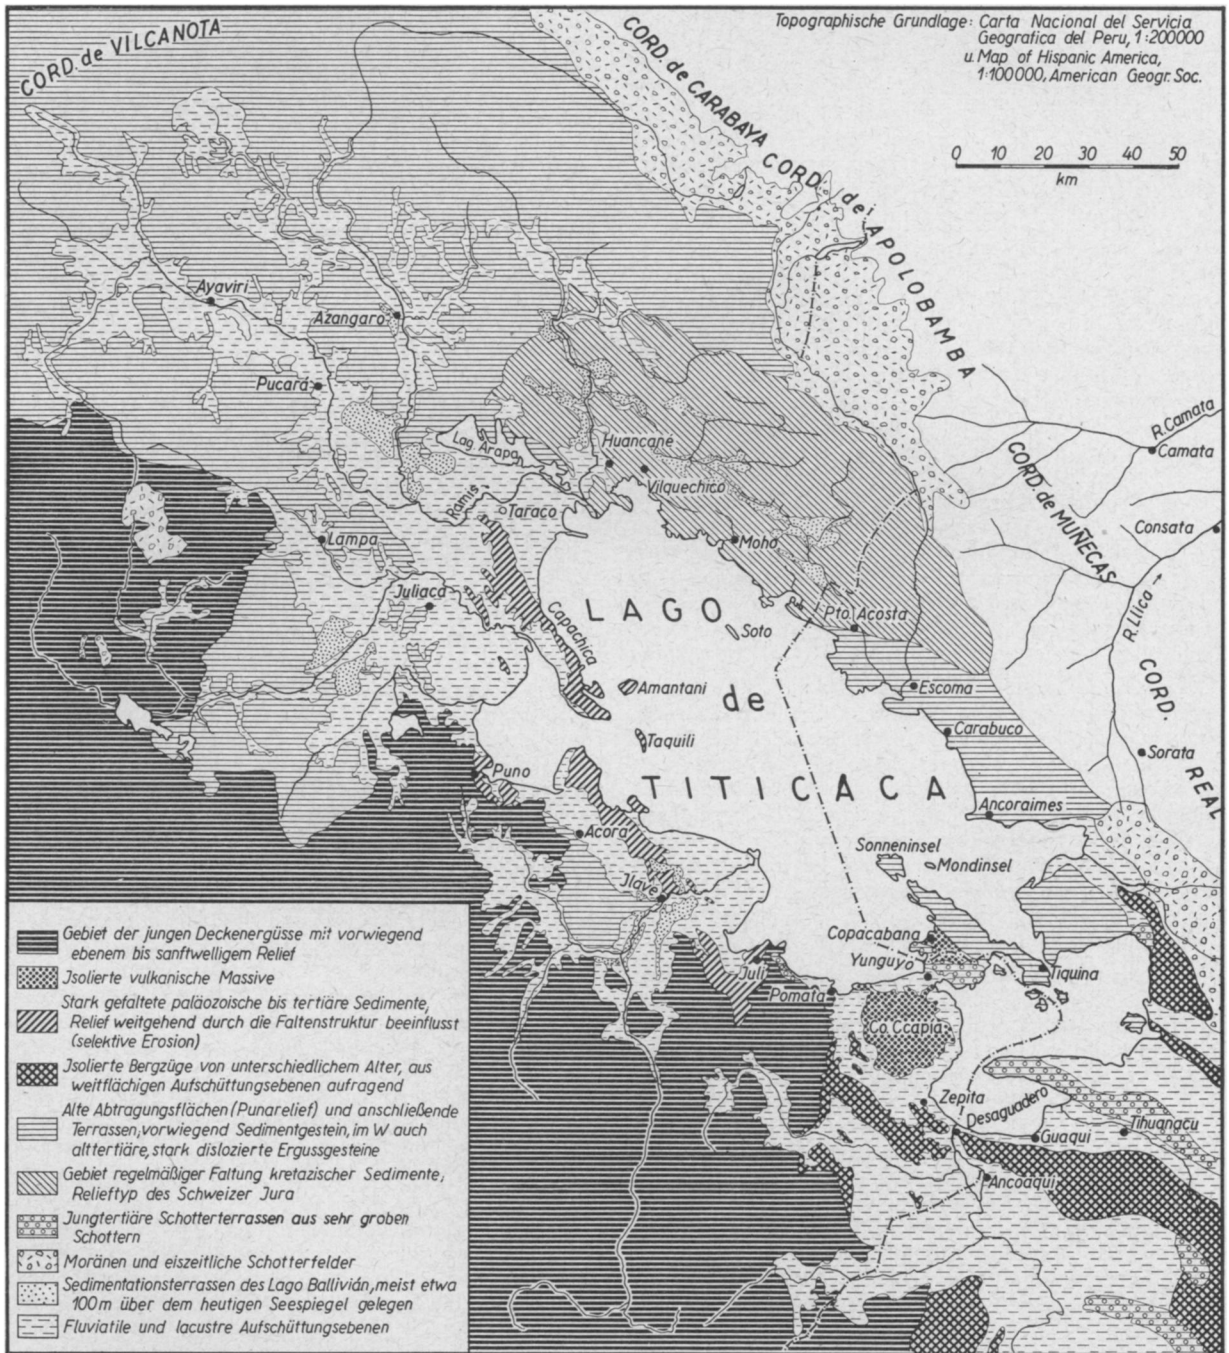 Topographische Grundlage: Carta Nacional del Servicia
Geografica del Peru, 1:200000
u. Map of Hispanic America,
1:100000, American Geogr. Soc.
0 10 20 30 40 50
km
CORD. de VILCANOTA
CORD. de CARABAYA
CORD. de APOLOBAMBA
Ayaviri
Azangaro
Pucará
Lag. Arapa
Huancané
Vilquechico
R. Camata
Camata
CORD. de MUÑECAS
Ramis
Taraco
Lampa
Moho
Consata
Juliaca
Capachica
LAGO
Soto
Pto. Acosta
R. Llica
Amantani
de
Escoma
CORD. REAL
Taquili
Carabuco
Sorata
Puno
TITICACA
Ancoraimes
Acora
Sonneninsel
Mondinsel
Jlave
Copacabana
Yunguyo
Juli
Tiquina
Pomata
Co. Ccapia
Zepita
Desaguadero
Guaqui
Tihuanacu
Ancoaqui
Gebiet der jungen Deckenergüsse mit vorwiegend
ebenem bis sanftwelligem Relief
Jsolierte vulkanische Massive
Stark gefaltete paläozoische bis tertiäre Sedimente,
Relief weitgehend durch die Faltenstruktur beeinflusst
(selektive Erosion)
Jsolierte Bergzüge von unterschiedlichem Alter, aus
weitflächigen Aufschüttungsebenen aufragend
Alte Abtragungsflächen (Punarelief) und anschließende
Terrassen, vorwiegend Sedimentgestein, im W auch
alttertiäre, stark dislozierte Ergussgesteine
Gebiet regelmäßiger Faltung kretazischer Sedimente,
Relieftyp des Schweizer Jura
Jungtertiäre Schotterterrassen aus sehr groben
Schottern
Moränen und eiszeitliche Schotterfelder
Sedimentationsterrassen des Lago Ballivián, meist etwa
100 m über dem heutigen Seespiegel gelegen
Fluviatile und lacustre Aufschüttungsebenen